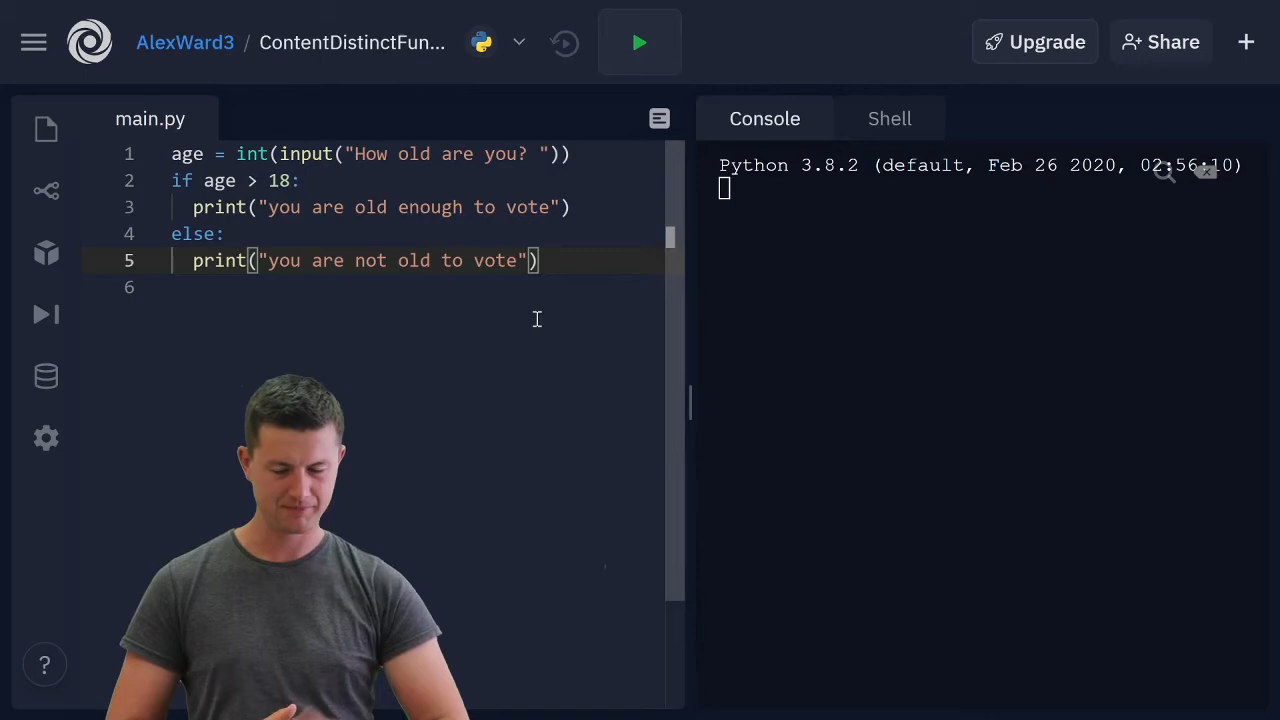 AlexWard3 / ContentDistinctFun...
Upgrade
Share
main.py
Console
Shell
1 age = int(input("How old are you? "))
2 if age > 18:
3 print("you are old enough to vote")
4 else:
5 print("you are not old to vote")
6
Python 3.8.2 (default, Feb 26 2020, 02:56:10)
?